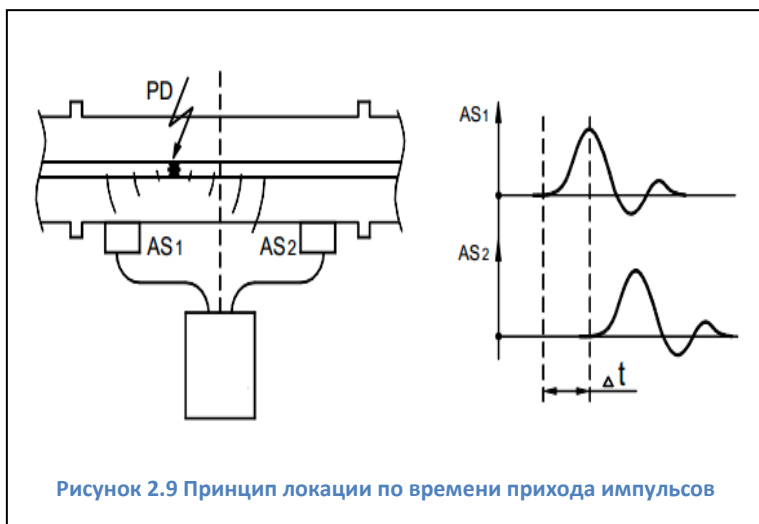 PD
AS1
AS2
AS1
AS2
Δt
Рисунок 2.9 Принцип локации по времени прихода импульсов